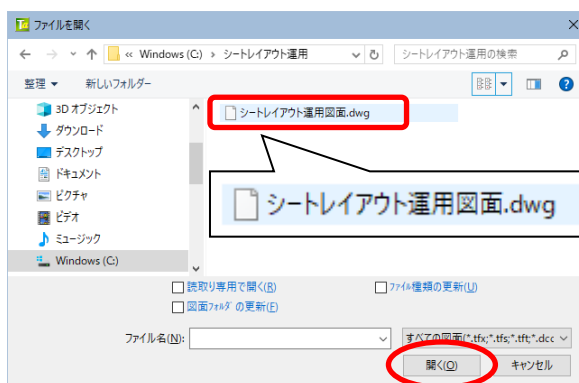 ファイルを開く
« Windows (C:) › シートレイアウト運用
シートレイアウト運用の検索
整理 ▼ 新しいフォルダー
3D オブジェクト
ダウンロード
デスクトップ
ドキュメント
ピクチャ
ビデオ
ミュージック
Windows (C:)
シートレイアウト運用図面.dwg
シートレイアウト運用図面.dwg
読取り専用で開く(R)
ファイル種類の更新(U)
図面フォルダの更新(E)
ファイル名(N):
すべての図面(*.tfx;*.tfs;*.tft;*.dcc
開く(O) キャンセル